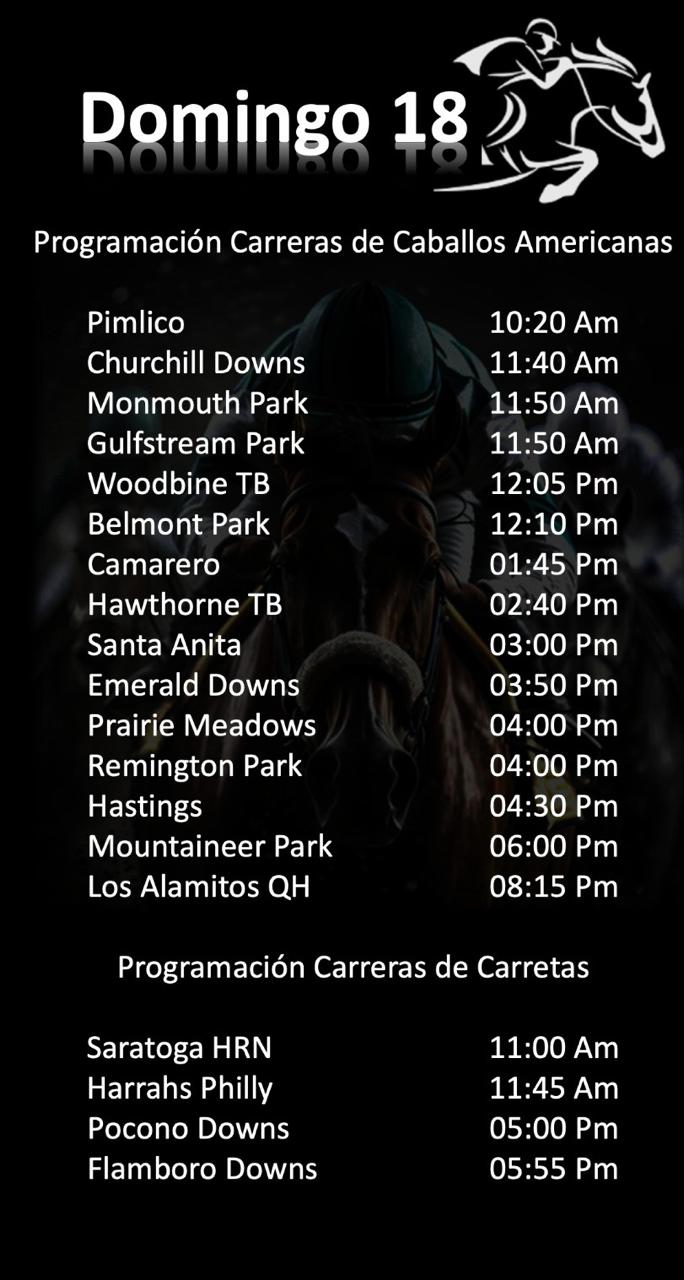 Domingo 18
Programación Carreras de Caballos Americanas
Pimlico 10:20 Am
Churchill Downs 11:40 Am
Monmouth Park 11:50 Am
Gulfstream Park 11:50 Am
Woodbine TB 12:05 Pm
Belmont Park 12:10 Pm
Camarero 01:45 Pm
Hawthorne TB 02:40 Pm
Santa Anita 03:00 Pm
Emerald Downs 03:50 Pm
Prairie Meadows 04:00 Pm
Remington Park 04:00 Pm
Hastings 04:30 Pm
Mountaineer Park 06:00 Pm
Los Alamitos QH 08:15 Pm
Programación Carreras de Carretas
Saratoga HRN 11:00 Am
Harrahs Philly 11:45 Am
Pocono Downs 05:00 Pm
Flamboro Downs 05:55 Pm